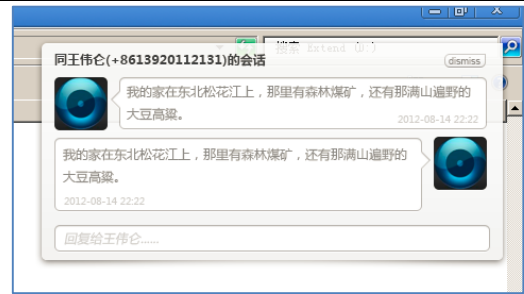 搜索 Extend (D:)
同王伟仑(+8613920112131)的会话
dismiss
我的家在东北松花江上，那里有森林煤矿，还有那满山遍野的
大豆高粱。
2012-08-14 22:22
我的家在东北松花江上，那里有森林煤矿，还有那满山遍野的
大豆高粱。
2012-08-14 22:22
回复给王伟仑......